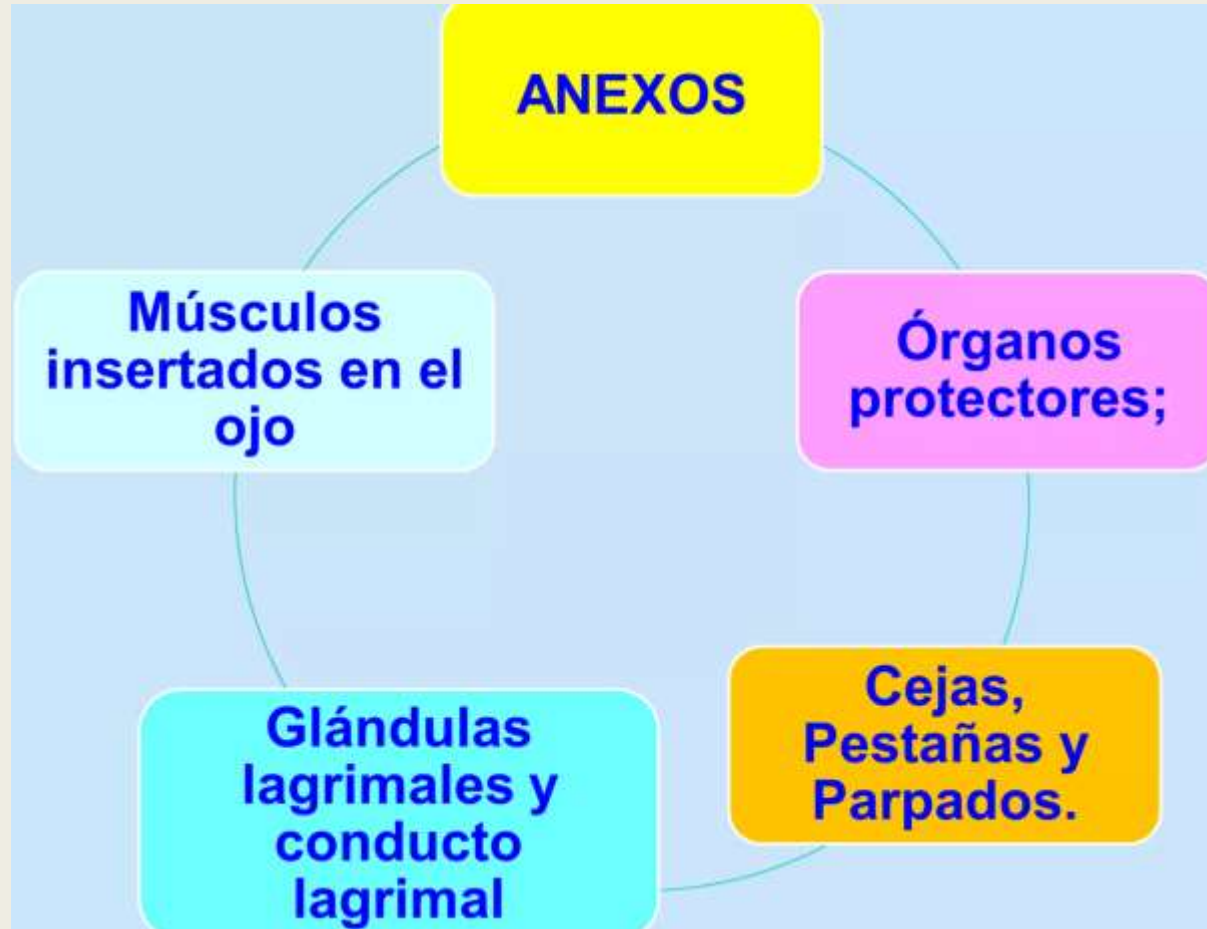 ANEXOS
Órganos
protectores;
Cejas,
Pestañas y
Parpados.
Glándulas
lagrimales y
conducto
lagrimal
Músculos
insertados en el
ojo